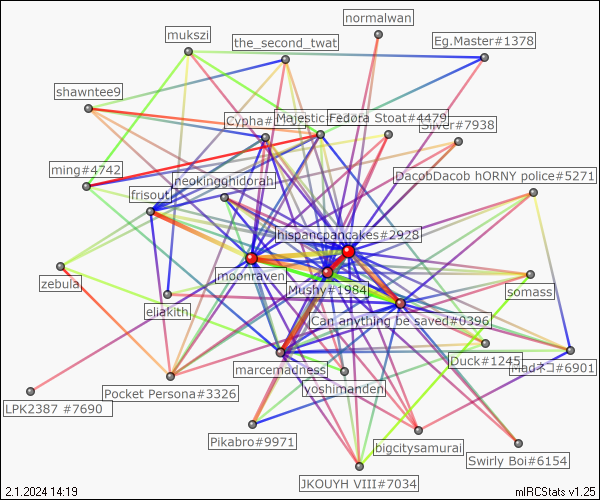 normalwan
mukszi
the_second_twat
Eg.Master#1378
shawntee9
Cypha#
Majestic
Fedora Stoat#4479
Silver#7938
ming#4742
neokingghidorah
DacobDacob hORNY police#5271
frisout
hispancpancakes#2928
moonraven
Mushy#1984
zebula
somass
eliakith
Can anything be saved#0396
marcemadness
Duck#1245
Madネコ#6901
yoshimanden
Pocket Persona#3326
LPK2387 #7690
Pikabro#9971
bigcitysamurai
Swirly Boi#6154
JKOUYH VIII#7034
2.1.2024 14:19
mIRCStats v1.25